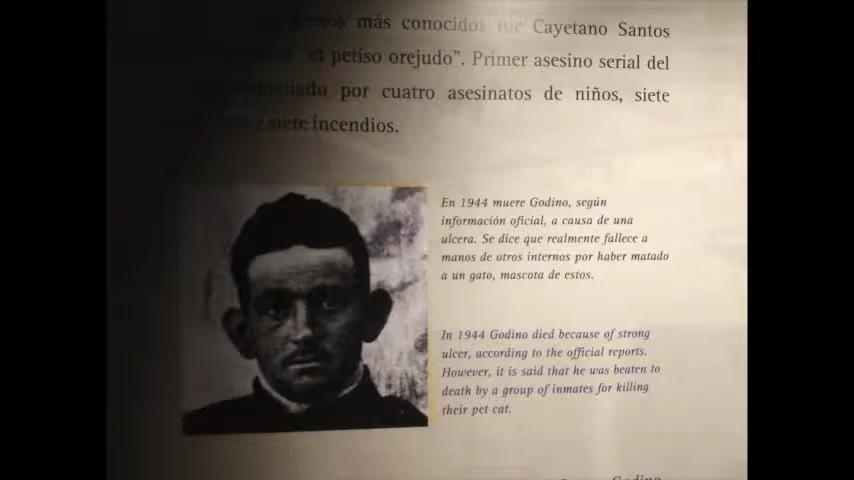 más conocidos fue Cayetano Santos
petiso orejudo”. Primer asesino serial del
por cuatro asesinatos de niños, siete
y siete incendios.
En 1944 muere Godino, según
información oficial, a causa de una
ulcera. Se dice que realmente fallece a
manos de otros internos por haber matado
a un gato, mascota de estos.
In 1944 Godino died because of strong
ulcer, according to the official reports.
However, it is said that he was beaten to
death by a group of inmates for killing
their pet cat.
Godino